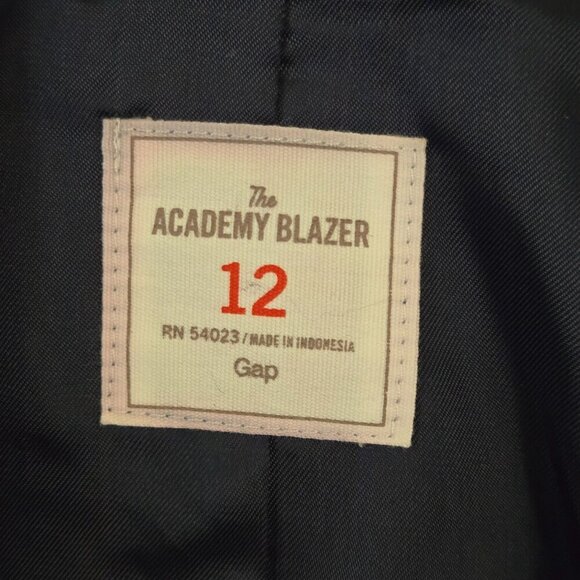 The
ACADEMY BLAZER
12
RN 54023 / MADE IN INDONESIA
Gap